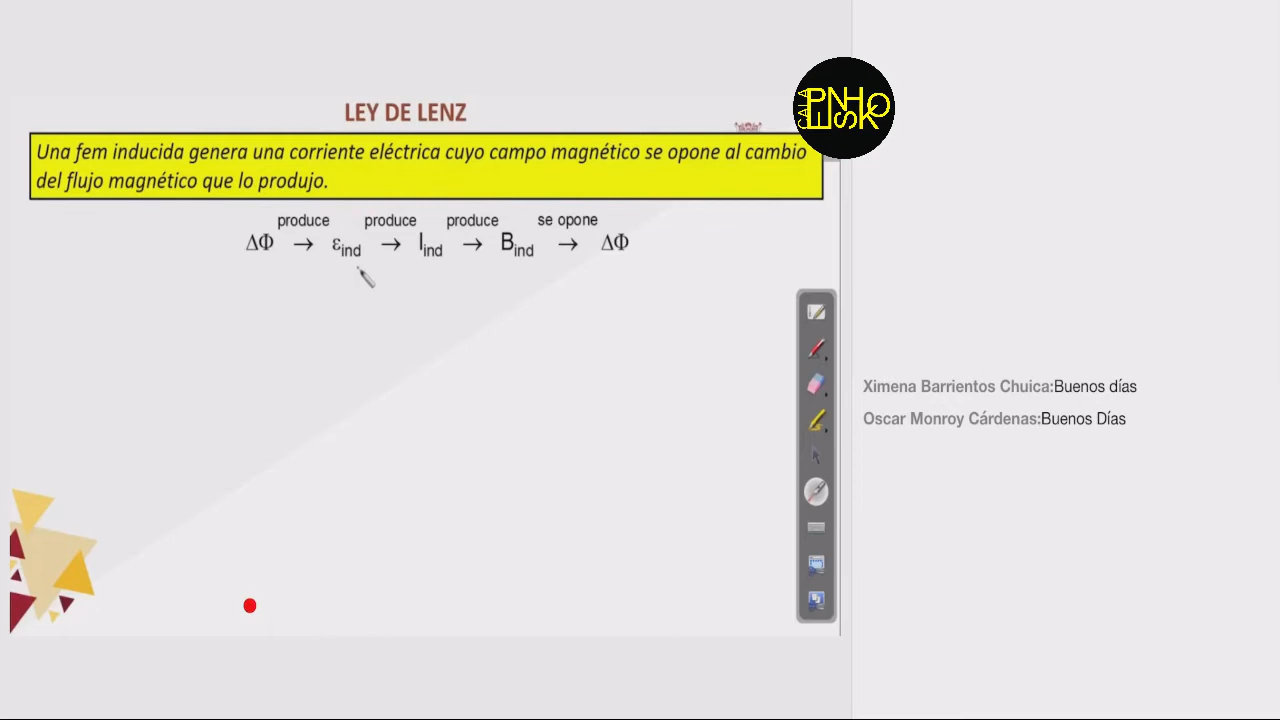 LEY DE LENZ
Una fem inducida genera una corriente eléctrica cuyo campo magnético se opone al cambio
del flujo magnético que lo produjo.
produce produce produce se opone
ΔΦ → εind → Iind → Bind → ΔΦ
Ximena Barrientos Chuica:Buenos días
Oscar Monroy Cárdenas:Buenos Días